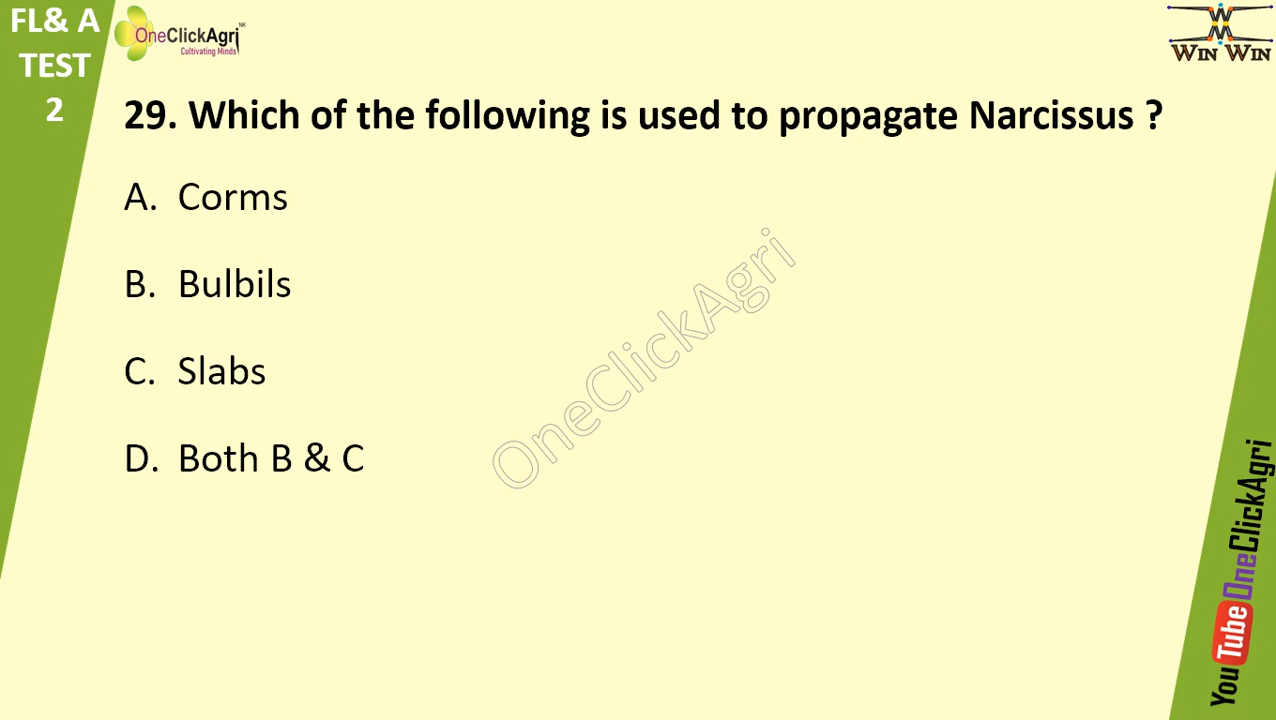 FL& A
TEST
2
OneClickAgri NK
Cultivating Minds
WIN WIN
29. Which of the following is used to propagate Narcissus ?
A. Corms
B. Bulbils
C. Slabs
D. Both B & C
OneClickAgri
YouTube OneClickAgri